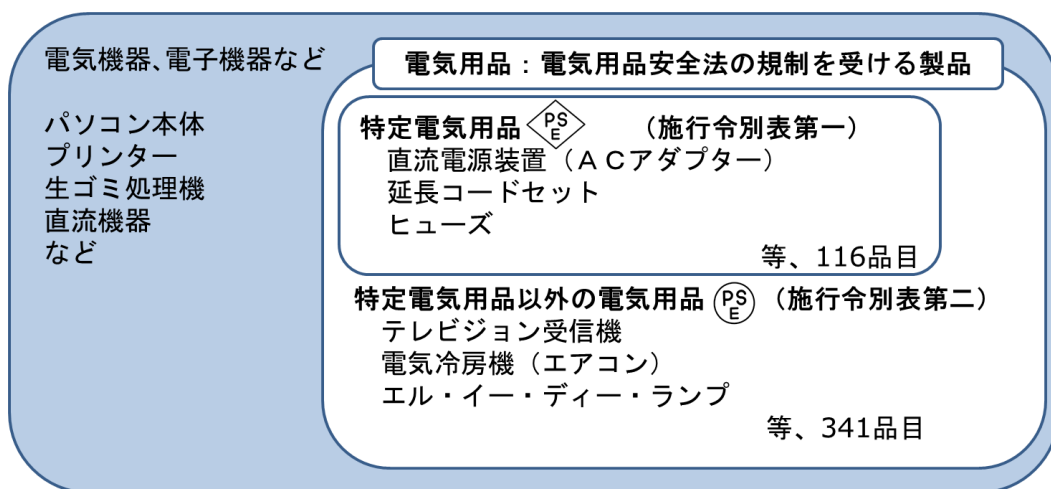 電気機器、電子機器など
パソコン本体
プリンター
生ゴミ処理機
直流機器
など
電気用品：電気用品安全法の規制を受ける製品
特定電気用品 PSE （施行令別表第一）
直流電源装置（ＡＣアダプター）
延長コードセット
ヒューズ
等、116品目
特定電気用品以外の電気用品 PSE （施行令別表第二）
テレビジョン受信機
電気冷房機（エアコン）
エル・イー・ディー・ランプ
等、341品目